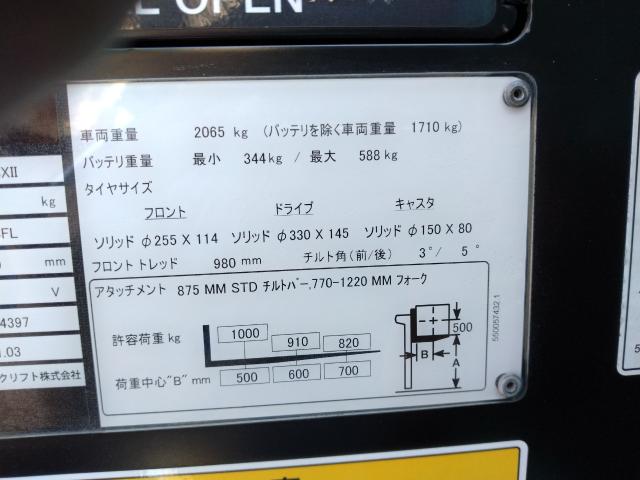 OPEN
XII
kg
FL
mm
V
4397
.03
クリフト株式会社
車両重量 2065 kg (バッテリを除く車両重量 1710 kg)
バッテリ重量 最小 344kg / 最大 588kg
タイヤサイズ
フロント ドライブ キャスタ
ソリッド φ255 X 114 ソリッド φ330 X 145 ソリッド φ150 X 80
フロント トレッド 980 mm チルト角(前/後) 3° / 5°
アタッチメント 875 MM STD チルトバー,770-1220 MM フォーク
許容荷重 kg 1000 910 820
荷重中心"B" mm 500 600 700
500
B
A
550057432.1